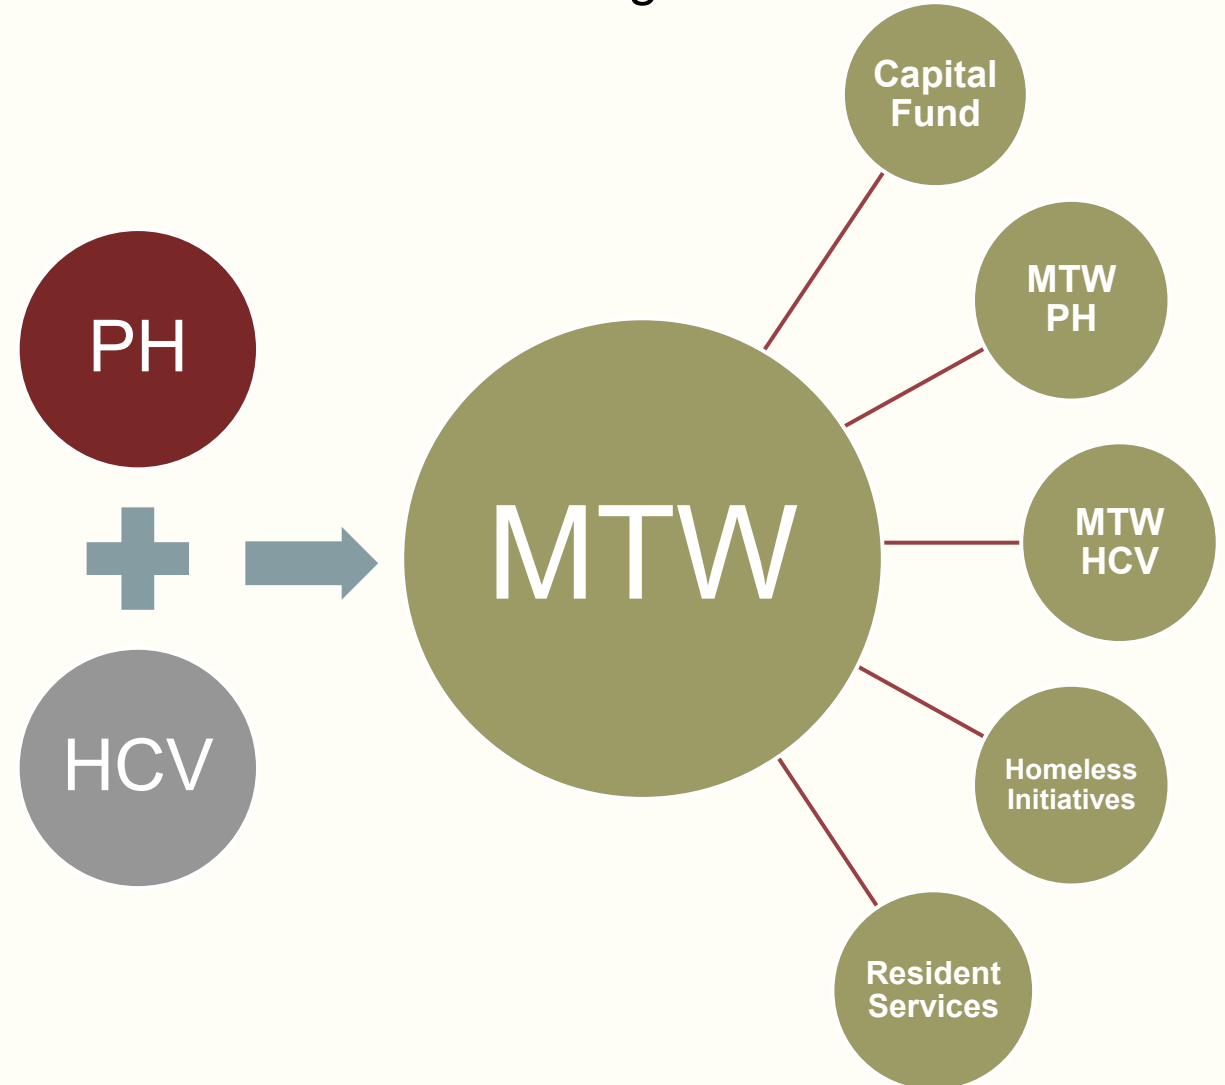 PH
HCV
MTW
Capital
Fund
MTW
PH
MTW
HCV
Homeless
Initiatives
Resident
Services